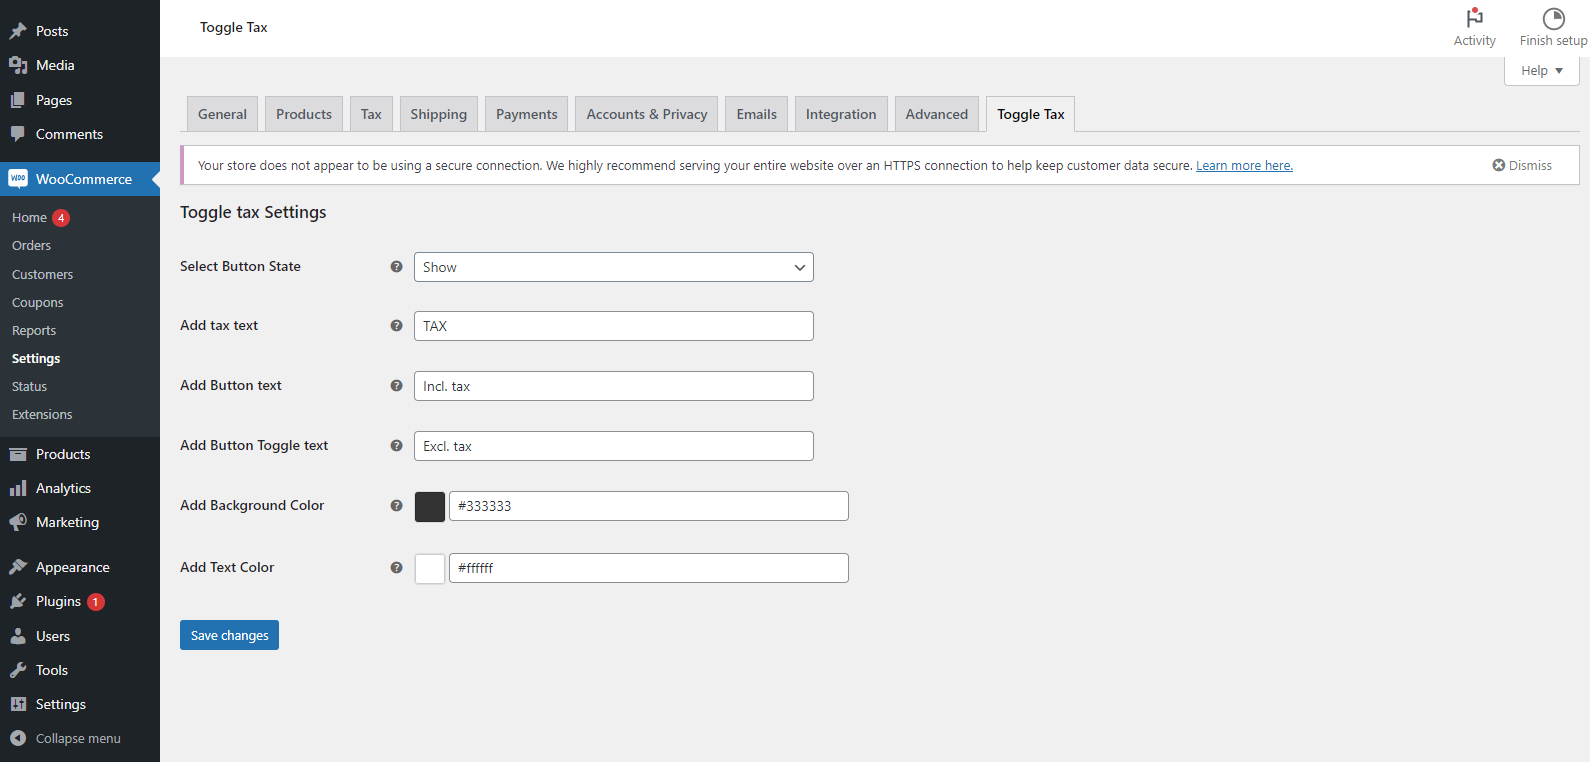 Posts
Media
Pages
Comments
WOO WooCommerce
Home 4
Orders
Customers
Coupons
Reports
Settings
Status
Extensions
Products
Analytics
Marketing
Appearance
Plugins 1
Users
Tools
Settings
Collapse menu
Toggle Tax
Activity
Finish setup
Help
General Products Tax Shipping Payments Accounts & Privacy Emails Integration Advanced Toggle Tax
Your store does not appear to be using a secure connection. We highly recommend serving your entire website over an HTTPS connection to help keep customer data secure. Learn more here. Dismiss
Toggle tax Settings
Select Button State ? Show
Add tax text ? TAX
Add Button text ? Incl. tax
Add Button Toggle text ? Excl. tax
Add Background Color ? #333333
Add Text Color ? #ffffff
Save changes